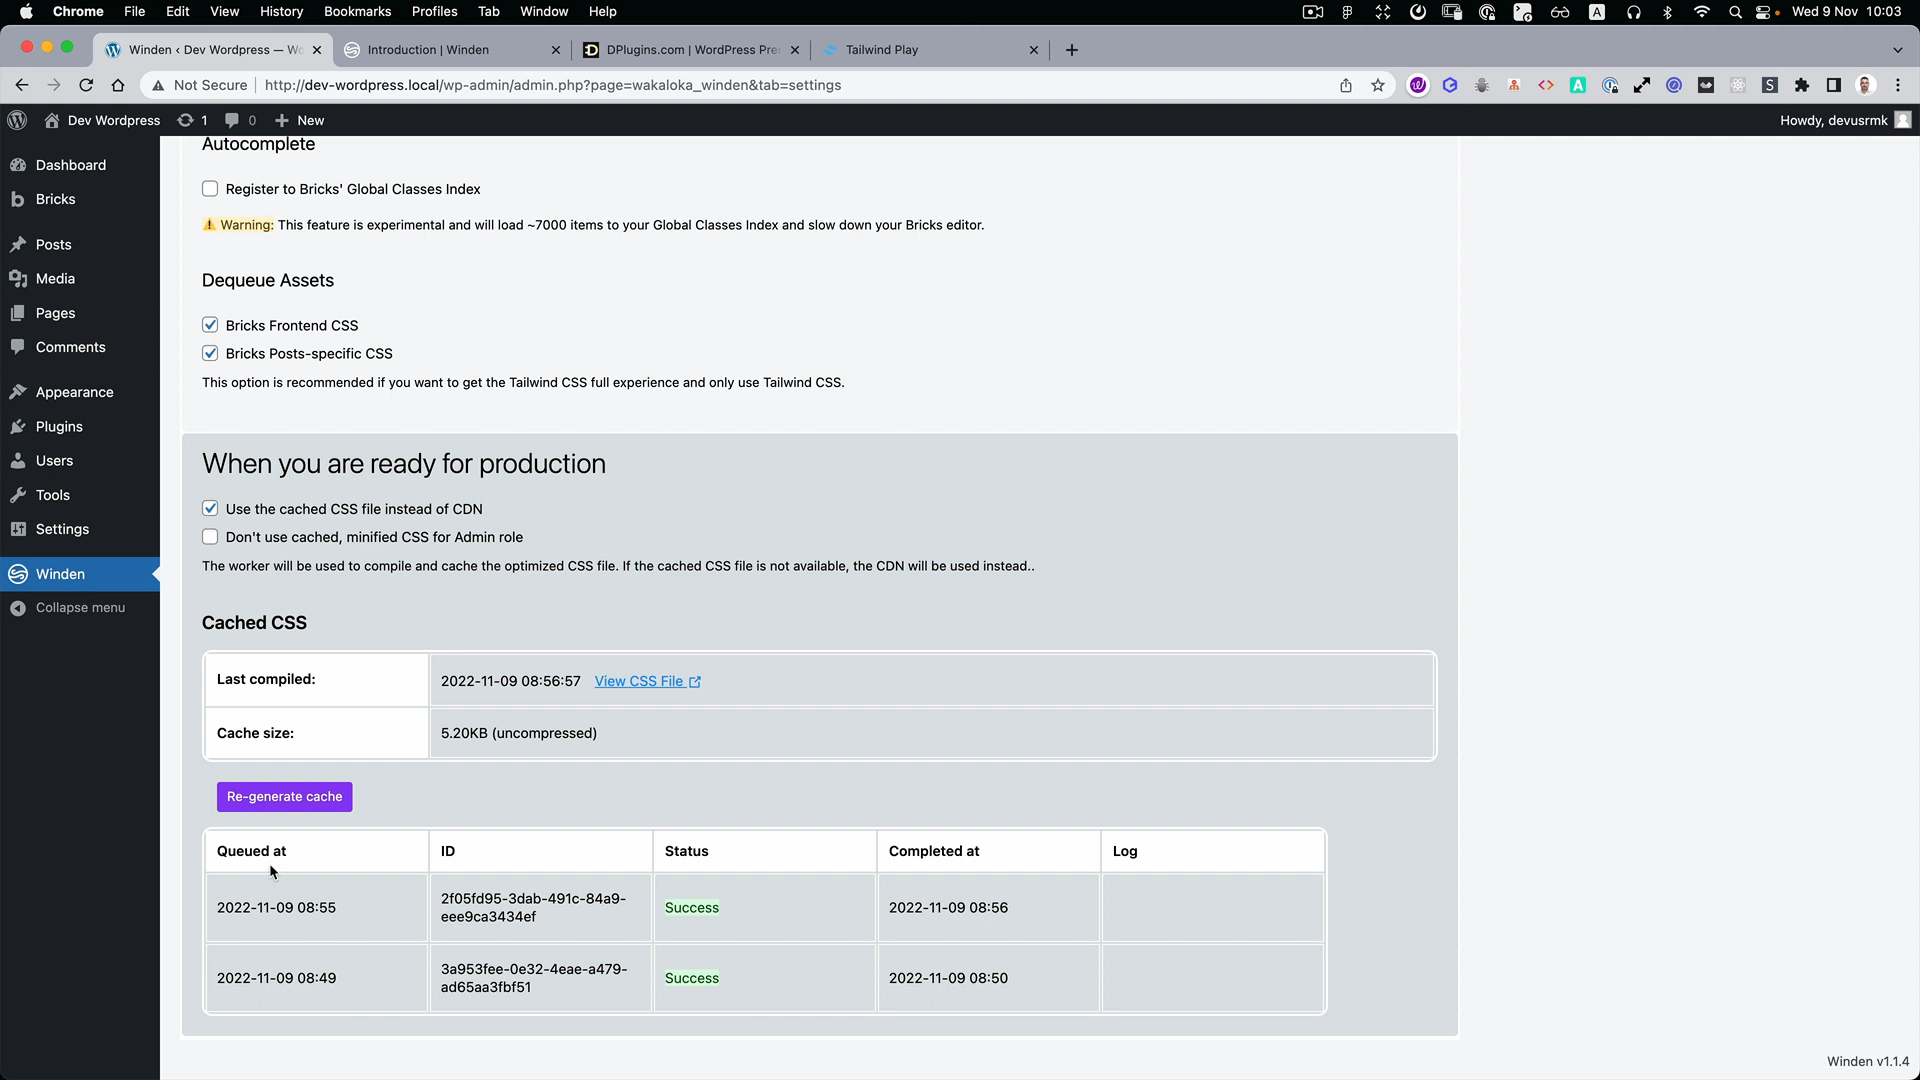 Chrome File Edit View History Bookmarks Profiles Tab Window Help
A
Wed 9 Nov 10:03
Winden ‹ Dev Wordpress — Wo
Introduction | Winden
DPlugins.com | WordPress Pre
Tailwind Play
Not Secure | http://dev-wordpress.local/wp-admin/admin.php?page=wakaloka_winden&tab=settings
Dev Wordpress 1 0 + New
Howdy, devusrmk
Dashboard
Bricks
Posts
Media
Pages
Comments
Appearance
Plugins
Users
Tools
Settings
Winden
Collapse menu
Autocomplete
Register to Bricks' Global Classes Index
Warning: This feature is experimental and will load ~7000 items to your Global Classes Index and slow down your Bricks editor.
Dequeue Assets
Bricks Frontend CSS
Bricks Posts-specific CSS
This option is recommended if you want to get the Tailwind CSS full experience and only use Tailwind CSS.
When you are ready for production
Use the cached CSS file instead of CDN
Don't use cached, minified CSS for Admin role
The worker will be used to compile and cache the optimized CSS file. If the cached CSS file is not available, the CDN will be used instead..
Cached CSS
Last compiled: 2022-11-09 08:56:57 View CSS File
Cache size: 5.20KB (uncompressed)
Re-generate cache
Queued at ID Status Completed at Log
2022-11-09 08:55 2f05fd95-3dab-491c-84a9-eee9ca3434ef Success 2022-11-09 08:56
2022-11-09 08:49 3a953fee-0e32-4eae-a479-ad65aa3fbf51 Success 2022-11-09 08:50
Winden v1.1.4